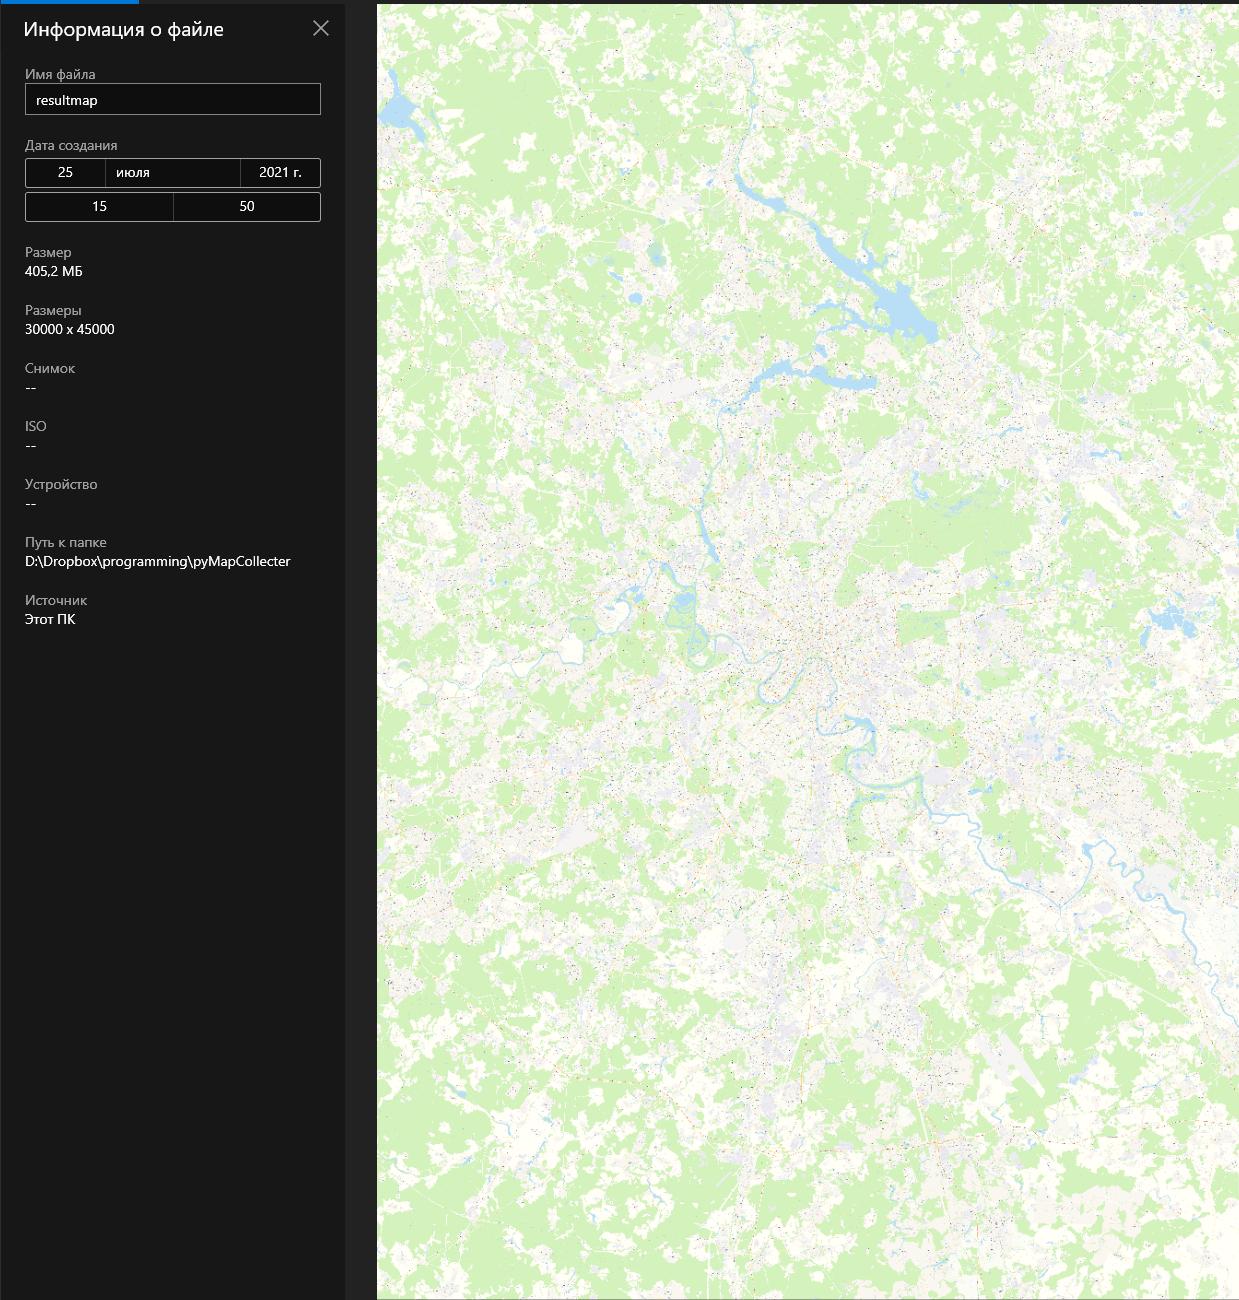 Информация о файле
Имя файла
resultmap
Дата создания
25 июля 2021 г.
15 50
Размер
405,2 МБ
Размеры
30000 x 45000
Снимок
--
ISO
--
Устройство
--
Путь к папке
D:\Dropbox\programming\pyMapCollecter
Источник
Этот ПК